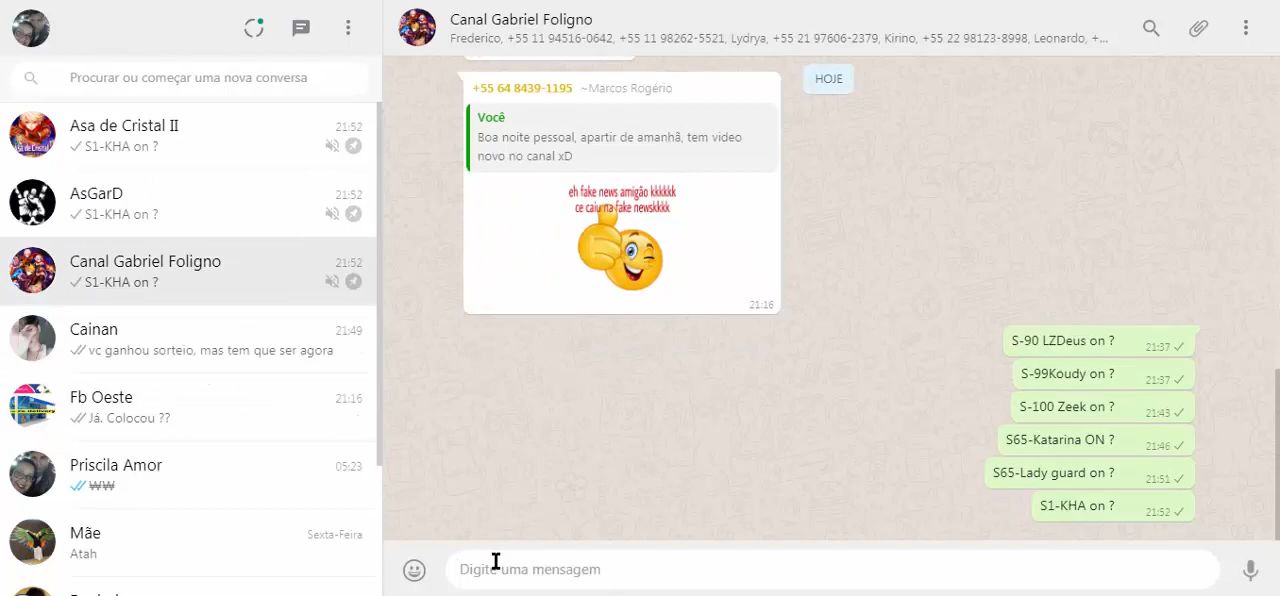 Procurar ou começar uma nova conversa
Asa de Cristal II
21:52
S1-KHA on ?
AsGarD
21:52
S1-KHA on ?
Canal Gabriel Foligno
21:52
S1-KHA on ?
Cainan
21:49
vc ganhou sorteio, mas tem que ser agora
Fb Oeste
21:16
Já. Colocou ??
Priscila Amor
05:23
WW
Mãe
Sexta-Feira
Atah
Canal Gabriel Foligno
Frederico, +55 11 94516-0642, +55 11 98262-5521, Lydrya, +55 21 97606-2379, Kirino, +55 22 98123-8998, Leonardo, +...
HOJE
+55 64 8439-1195 ~Marcos Rogério
Você
Boa noite pessoal, apartir de amanhã, tem video
novo no canal xD
eh fake news amigão kkkkkk
ce caiu na fake newskkkk
21:16
S-90 LZDeus on ? 21:37
S-99Koudy on ? 21:37
S-100 Zeek on ? 21:43
S65-Katarina ON ? 21:46
S65-Lady guard on ? 21:51
S1-KHA on ? 21:52
Digite uma mensagem